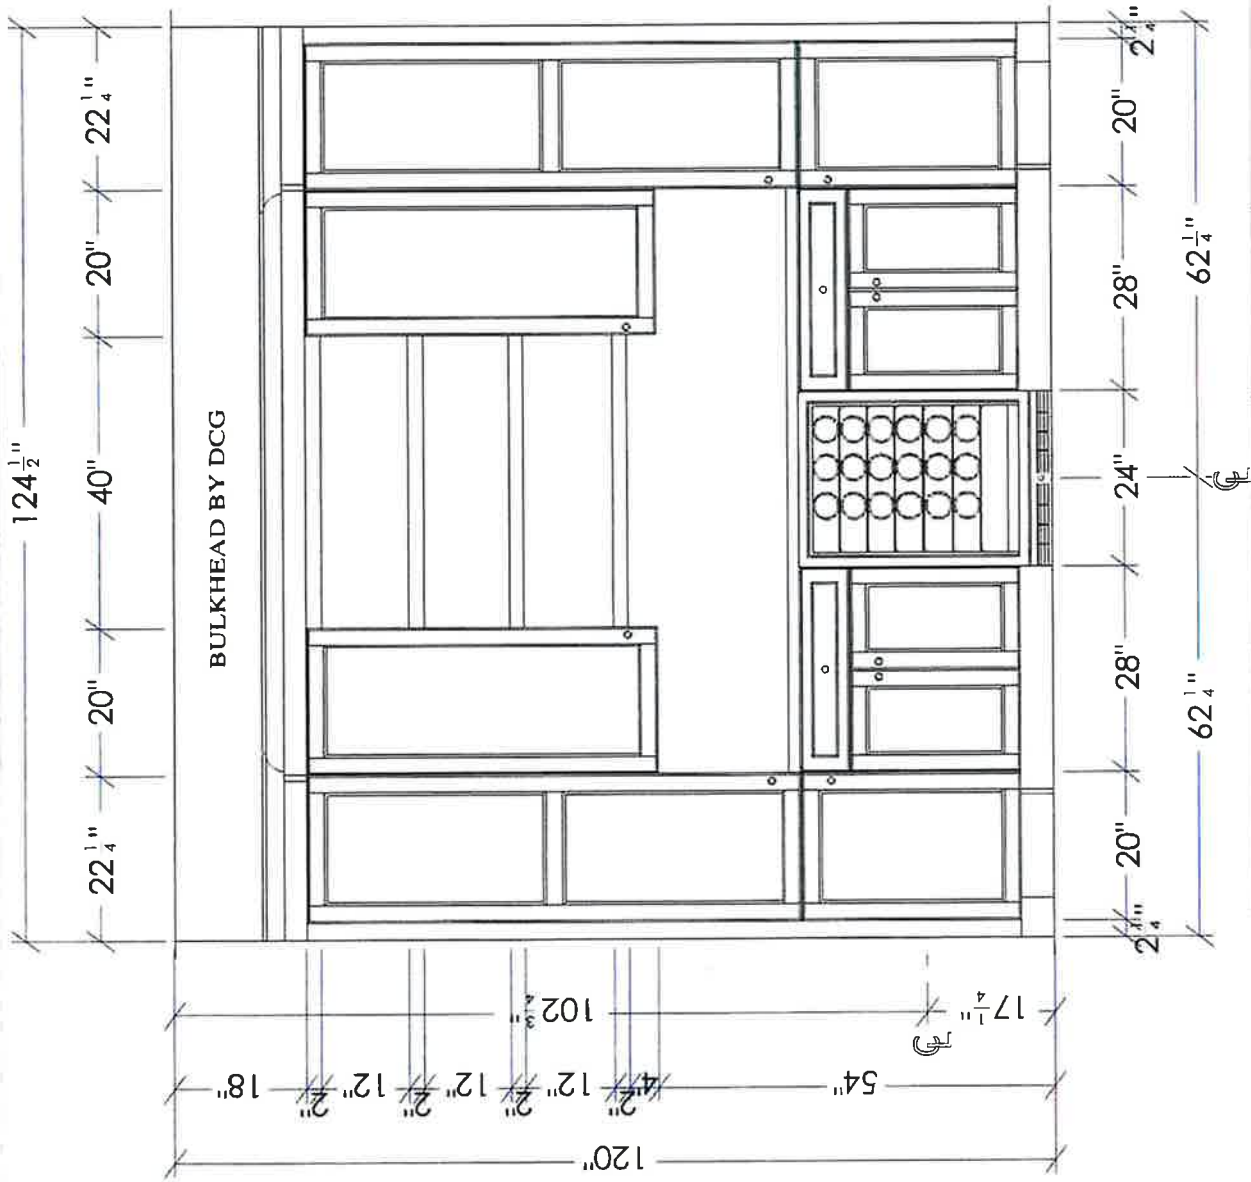 124 1/2"
22 1/4" 20" 40" 20" 22 1/4"
BULKHEAD BY DCG
120"
18" 2" 12" 2" 12" 2" 12" 2" 4" 54"
102 3/4" 17 1/4"
℄
2 1/4" 20" 28" 24" 28" 20" 2 1/4"
62 1/4" 62 1/4"
℄